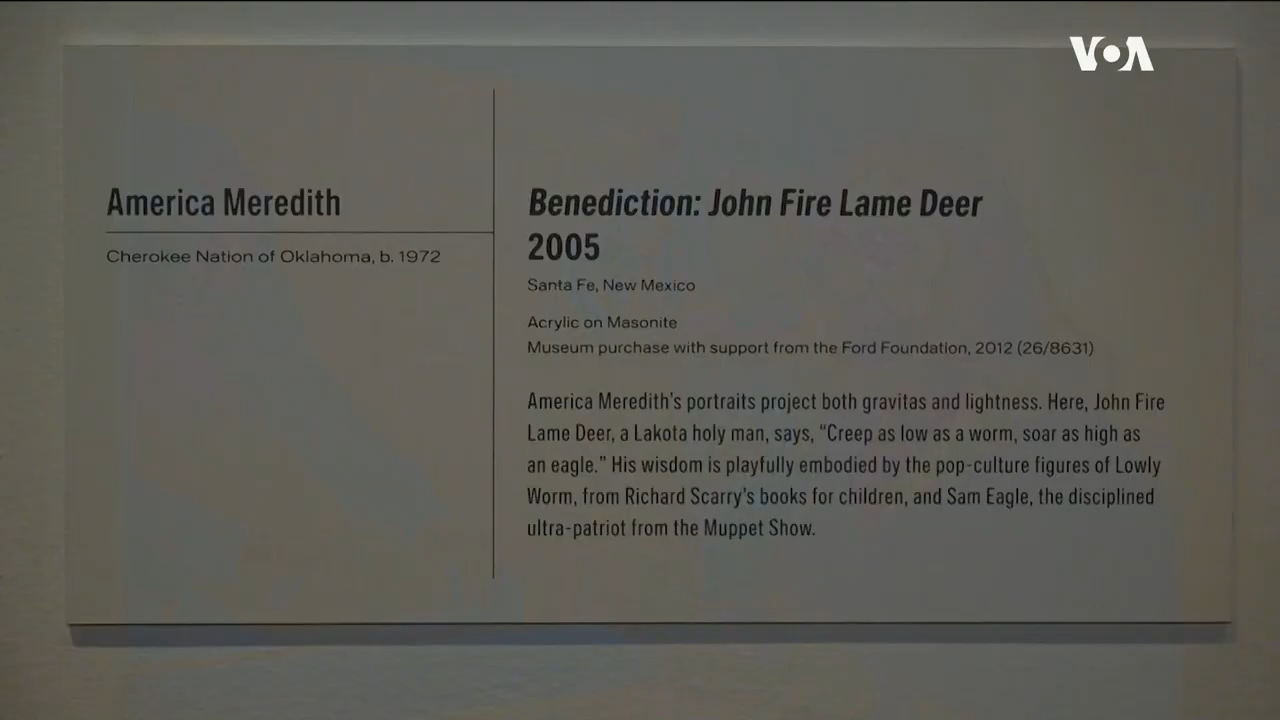 VOA
America Meredith
Cherokee Nation of Oklahoma, b. 1972
Benediction: John Fire Lame Deer
2005
Santa Fe, New Mexico
Acrylic on Masonite
Museum purchase with support from the Ford Foundation, 2012 (26/8631)
America Meredith's portraits project both gravitas and lightness. Here, John Fire
Lame Deer, a Lakota holy man, says, “Creep as low as a worm, soar as high as
an eagle.” His wisdom is playfully embodied by the pop-culture figures of Lowly
Worm, from Richard Scarry's books for children, and Sam Eagle, the disciplined
ultra-patriot from the Muppet Show.